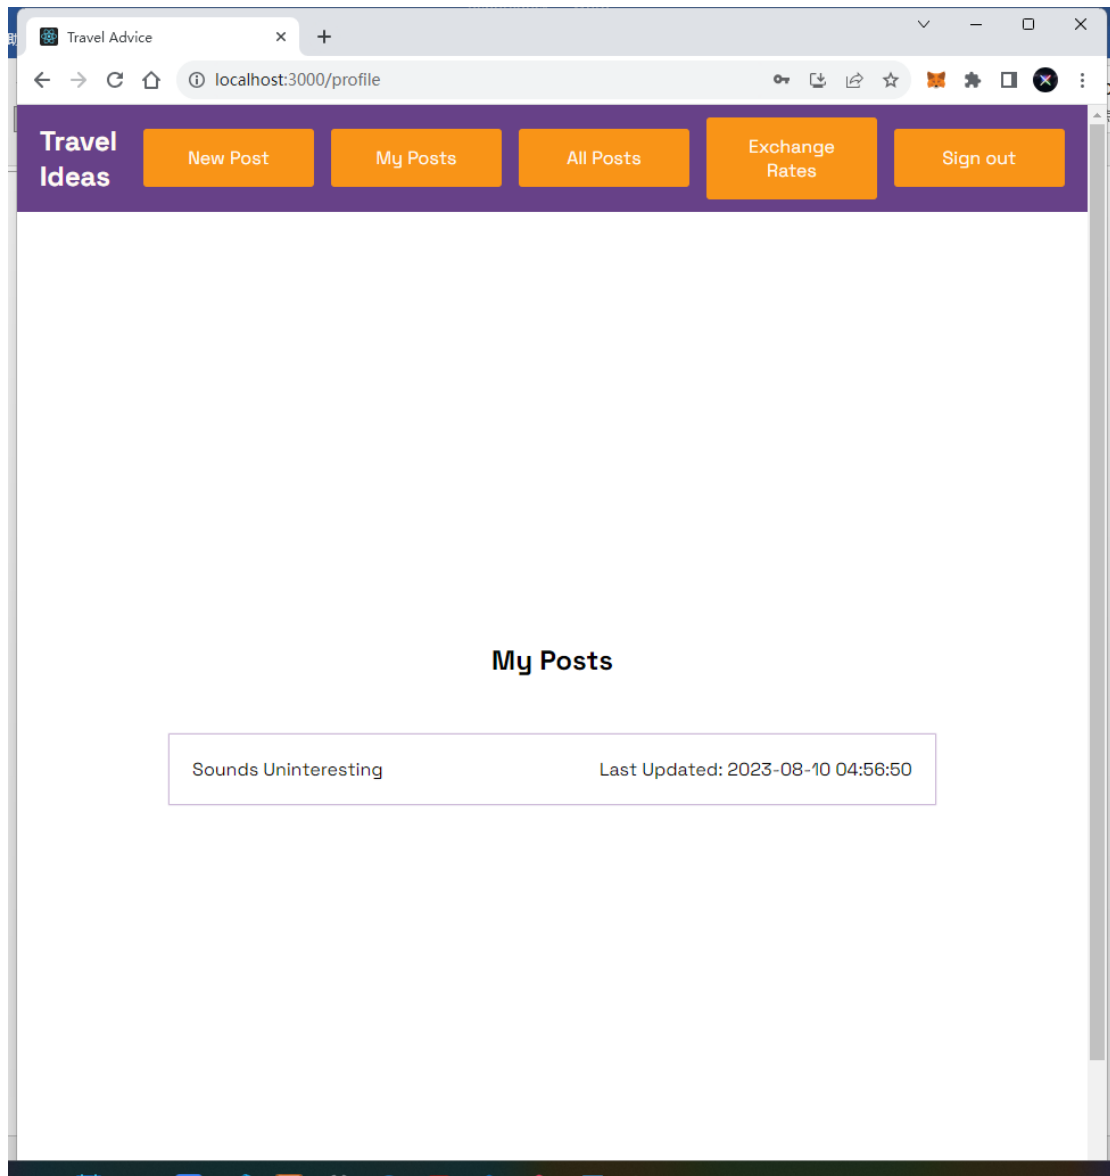 Travel Advice
localhost:3000/profile
Travel
Ideas
New Post
My Posts
All Posts
Exchange
Rates
Sign out
My Posts
Sounds Uninteresting
Last Updated: 2023-08-10 04:56:50